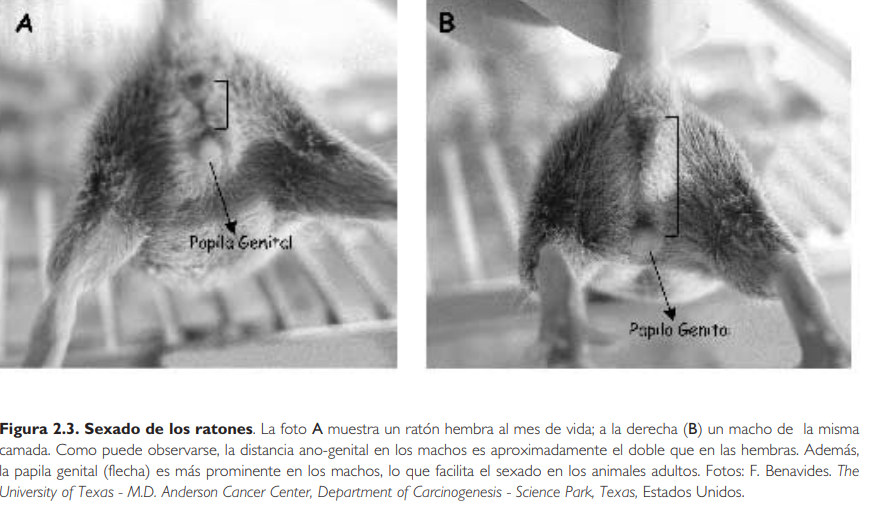 A
B
Papila Genital
Papila Genita
Figura 2.3. Sexado de los ratones. La foto A muestra un ratón hembra al mes de vida; a la derecha (B) un macho de la misma
camada. Como puede observarse, la distancia ano-genital en los machos es aproximadamente el doble que en las hembras. Además,
la papila genital (flecha) es más prominente en los machos, lo que facilita el sexado en los animales adultos. Fotos: F. Benavides. The
University of Texas - M.D. Anderson Cancer Center, Department of Carcinogenesis - Science Park, Texas, Estados Unidos.